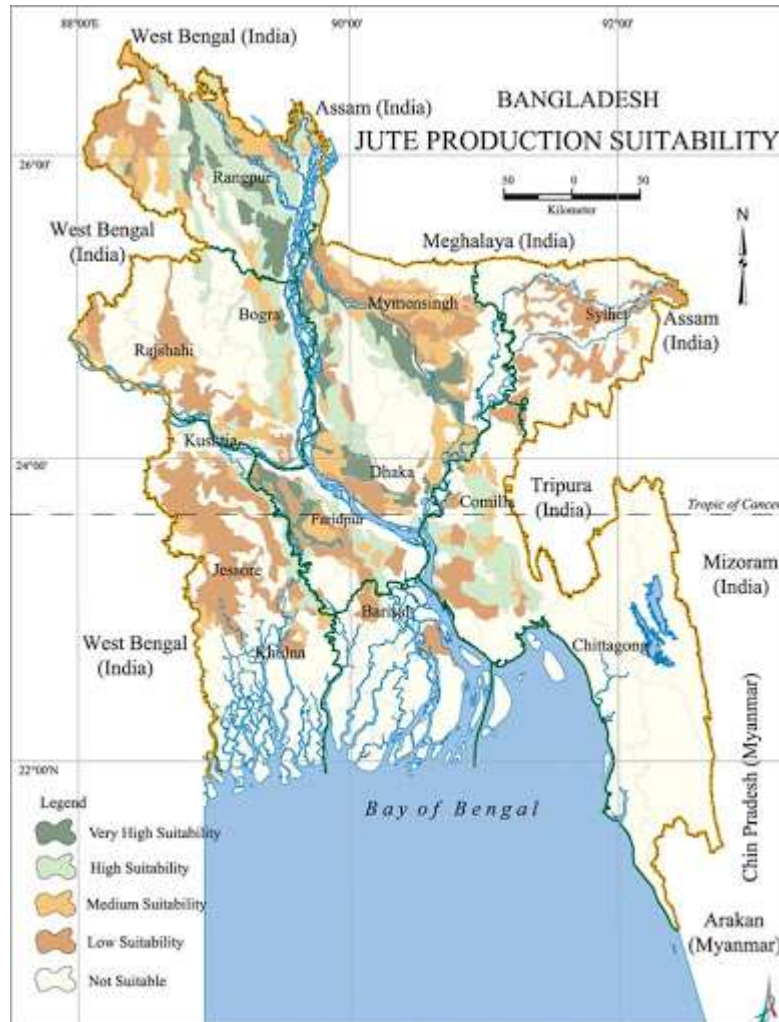 88°00'E
90°00'
92°00'
West Bengal (India)
Assam (India)
BANGLADESH
JUTE PRODUCTION SUITABILITY
26°00'
50 0 50
Kilometer
N
Rangpur
West Bengal
(India)
Meghalaya (India)
Bogra
Mymensingh
Sylhet
Assam
(India)
Rajshahi
Kushtia
24°00'
Dhaka
Comilla
Tripura
(India)
Tropic of Cancer
Faridpur
Mizoram
(India)
Jessore
Barisal
West Bengal
(India)
Khulna
Chittagong
Chin Pradesh (Myanmar)
22°00'N
Bay of Bengal
Legend
Very High Suitability
High Suitability
Medium Suitability
Low Suitability
Not Suitable
Arakan
(Myanmar)